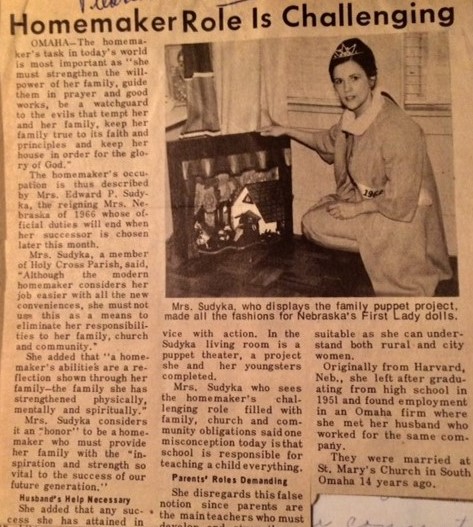 Homemaker Role Is Challenging
OMAHA—The homema-
ker's task in today's world
is most important as "she
must strengthen the will-
power of her family, guide
them in prayer and good
works, be a watchguard
to the evils that tempt her
and her family, keep her
family true to its faith and
principles and keep her
house in order for the glo-
ry of God."
The homemaker's occu-
pation is thus described
by Mrs. Edward P. Sudy-
ka, the reigning Mrs. Ne-
braska of 1966 whose of-
ficial duties will end when
her successor is chosen
later this month.
Mrs. Sudyka, a member
of Holy Cross Parish, said,
"Although the modern
homemaker considers her
job easier with all the new
conveniences, she must not
use this as a means to
eliminate her responsibili-
ties to her family, church
and community."
She added that "a home-
maker's abilities are a re-
flection shown through her
family—the family she has
strengthened physically,
mentally and spiritually."
Mrs. Sudyka considers
it an "honor" to be a home-
maker who must provide
her family with the "in-
spiration and strength so
vital to the success of our
future generation."
Husband's Help Necessary
She added that any suc-
cess she has attained in
1966
Mrs. Sudyka, who displays the family puppet project,
made all the fashions for Nebraska's First Lady dolls.
vice with action. In the
Sudyka living room is a
puppet theater, a project
she and her youngsters
completed.
Mrs. Sudyka who sees
the homemaker's chal-
lenging role filled with
family, church and com-
munity obligations said one
misconception today is that
school is responsible for
teaching a child everything.
Parents' Roles Demanding
She disregards this false
notion since parents are
the main teachers who must
develop and
suitable as she can under-
stand both rural and city
women.
Originally from Harvard,
Neb., she left after gradu-
ating from high school in
1951 and found employment
in an Omaha firm where
she met her husband who
worked for the same com-
pany.
They were married at
St. Mary's Church in South
Omaha 14 years ago.